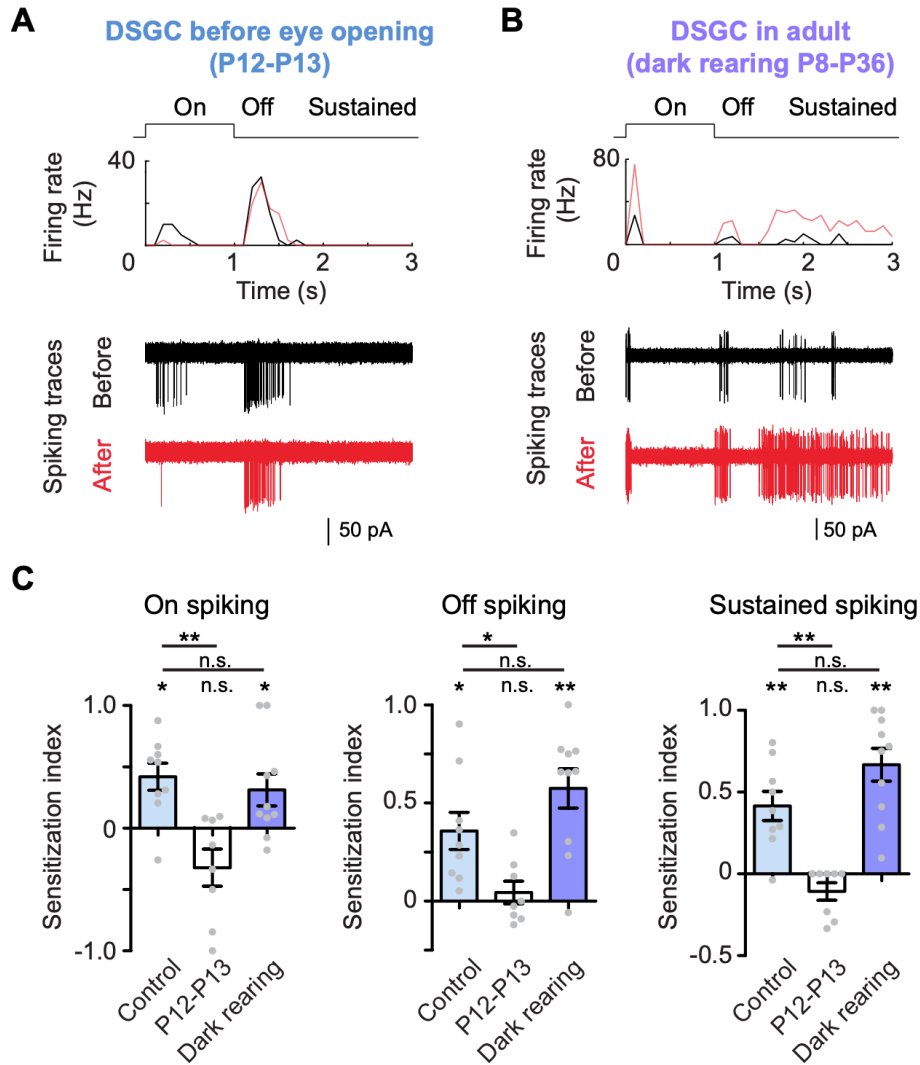 A
DSGC before eye opening
(P12-P13)
On Off Sustained
40
Firing rate
(Hz)
0 1 2 3
Time (s)
Spiking traces
Before
After
50 pA
B
DSGC in adult
(dark rearing P8-P36)
On Off Sustained
80
Firing rate
(Hz)
0 1 2 3
Time (s)
Spiking traces
Before
After
50 pA
C
On spiking
**
n.s.
* n.s. *
1.0
0
-1.0
Sensitization index
Control
P12-P13
Dark rearing
Off spiking
*
n.s.
* n.s. **
1.0
0.5
0
Sensitization index
Control
P12-P13
Dark rearing
Sustained spiking
**
n.s.
** n.s. **
1.0
0.5
0
-0.5
Sensitization index
Control
P12-P13
Dark rearing